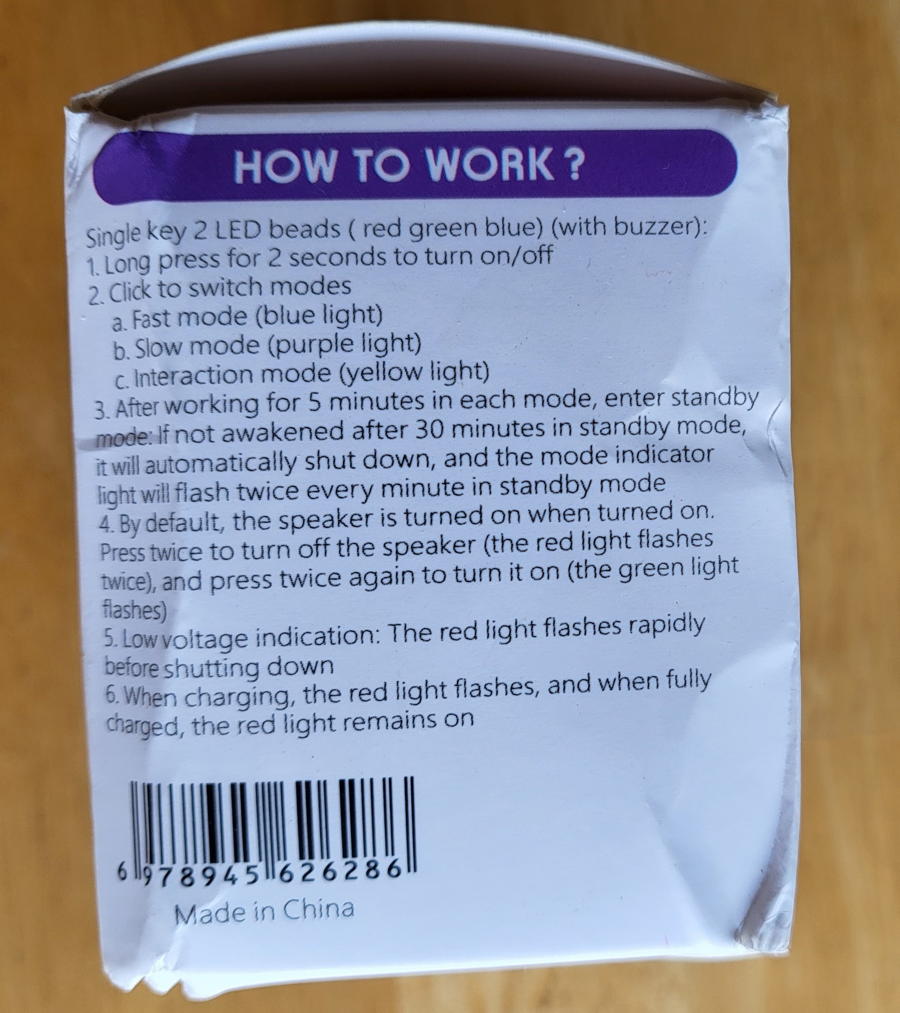 HOW TO WORK ?
Single key 2 LED beads ( red green blue) (with buzzer):
1. Long press for 2 seconds to turn on/off
2. Click to switch modes
a. Fast mode (blue light)
b. Slow mode (purple light)
c. Interaction mode (yellow light)
3. After working for 5 minutes in each mode, enter standby
mode: If not awakened after 30 minutes in standby mode,
it will automatically shut down, and the mode indicator
light will flash twice every minute in standby mode
4. By default, the speaker is turned on when turned on.
Press twice to turn off the speaker (the red light flashes
twice), and press twice again to turn it on (the green light
flashes)
5. Low voltage indication: The red light flashes rapidly
before shutting down
6. When charging, the red light flashes, and when fully
charged, the red light remains on
6 978945 626286
Made in China